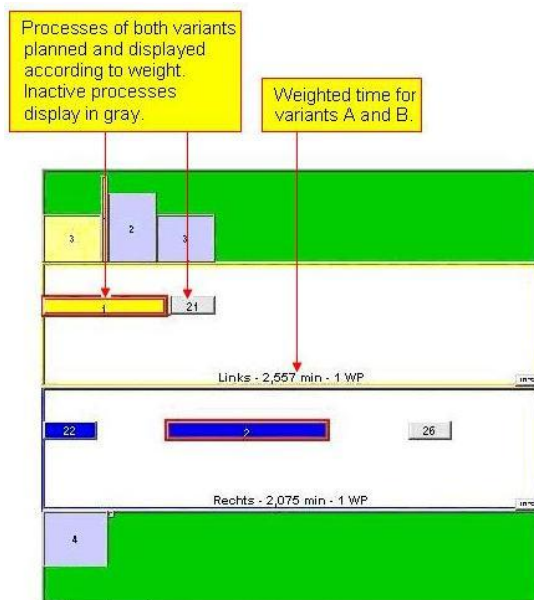 Processes of both variants
planned and displayed
according to weight.
Inactive processes
display in gray.
Weighted time for
variants A and B.
3
2
3
1
21
Links - 2,557 min - 1 WP
22
2
26
Rechts - 2,075 min - 1 WP
4